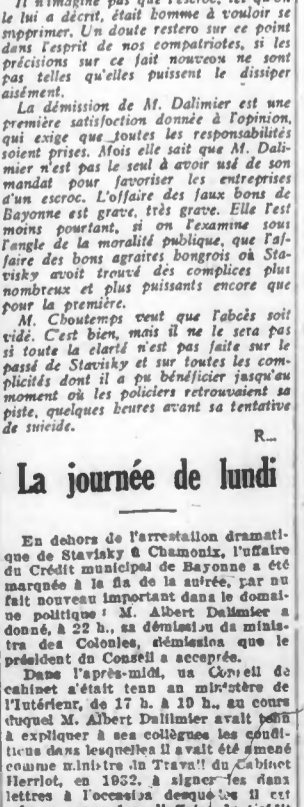 Il n'imagine pas que l'escroc, tel qu'on
le lui a décrit, était homme à vouloir se
supprimer. Un doute restera sur ce point
dans l'esprit de nos compatriotes, si les
précisions sur ce fait nouveau ne sont
pas telles qu'elles puissent le dissiper
aisément.
La démission de M. Dalimier est une
première satisfaction donnée à l'opinion,
qui exige que toutes les responsabilités
soient prises. Mais elle sait que M. Dali-
mier n'est pas le seul à avoir usé de son
mandat pour favoriser les entreprises
d'un escroc. L'affaire des faux bons de
Bayonne est grave, très grave. Elle l'est
moins pourtant, si on l'examine sous
l'angle de la moralité publique, que l'af-
faire des bons agraires hongrois où Sta-
visky avait trouvé des complices plus
nombreux et plus puissants encore que
pour la première.
M. Chautemps veut que l'abcès soit
vidé. C'est bien, mais il ne le sera pas
si toute la clarté n'est pas faite sur le
passé de Stavisky et sur toutes les com-
plicités dont il a pu bénéficier jusqu'au
moment où les policiers retrouvaient sa
piste, quelques heures avant sa tentative
de suicide.
R...
La journée de lundi
En dehors de l'arrestation dramati-
que de Stavisky à Chamonix, l'affaire
du Crédit municipal de Bayonne a été
marquée à la fin de la soirée, par un
fait nouveau important dans le domai-
ne politique : M. Albert Dalimier a
donné, à 22 h., sa démission de minis-
tre des Colonies, démission que le
président du Conseil a acceptée.
Dans l'après-midi, un Conseil de
cabinet s'était tenu au ministère de
l'Intérieur, de 17 h. à 19 h., au cours
duquel M. Albert Dalimier avait tenu
à expliquer à ses collègues les condi-
tions dans lesquelles il avait été amené
comme ministre du Travail du Cabinet
Herriot, en 1932, à signer les deux
lettres à l'occasion desquelles il est